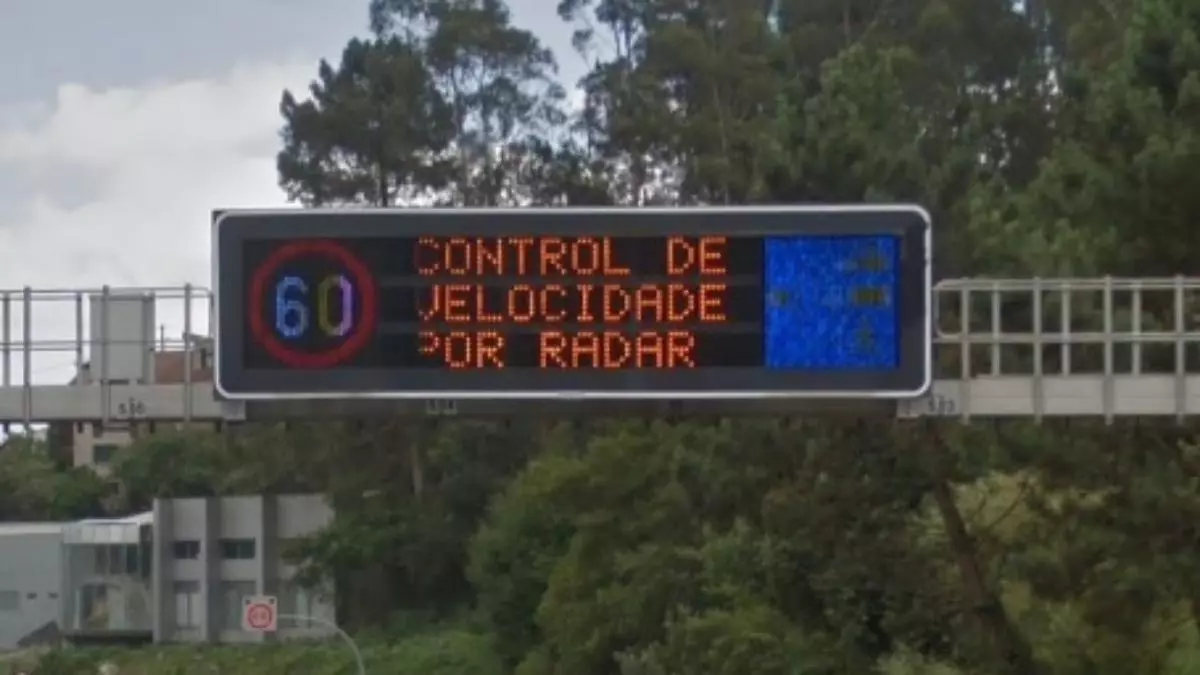 60
CONTROL DE
VELOCIDADE
POR RADAR